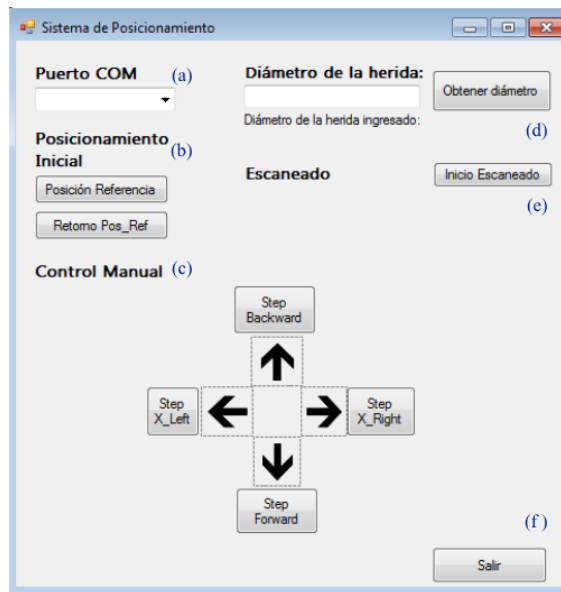 Sistema de Posicionamiento
Puerto COM (a)
Diámetro de la herida:
Obtener diámetro
Diámetro de la herida ingresado:
(d)
Posicionamiento
Inicial
(b)
Posición Referencia
Retorno Pos_Ref
Escaneado
Inicio Escaneado
(e)
Control Manual (c)
Step
Backward
Step
X_Left
Step
X_Right
Step
Forward
(f)
Salir